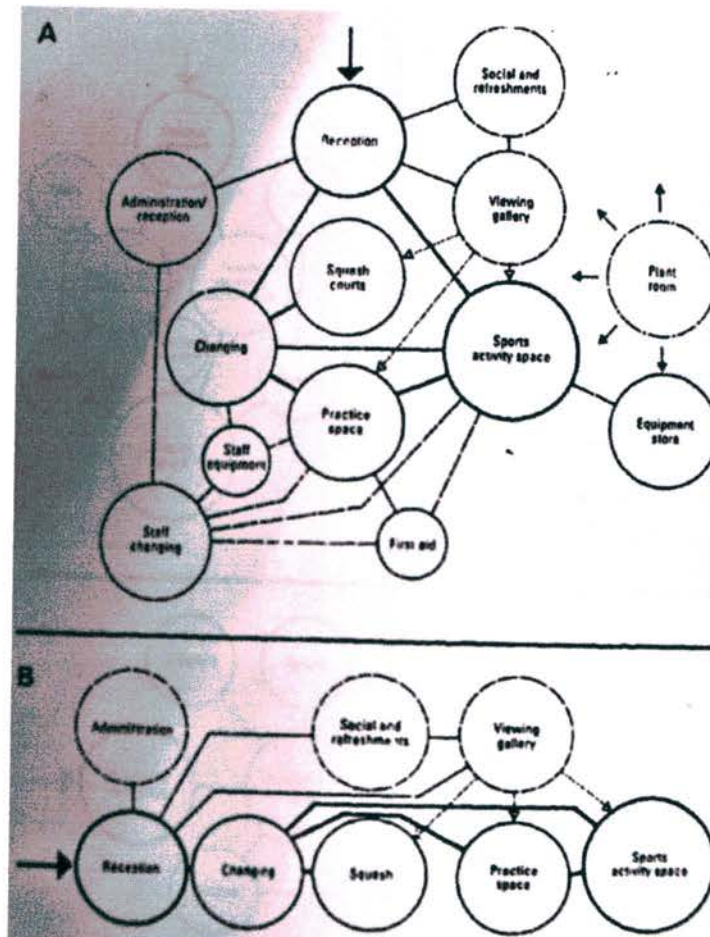 A
Social and
refreshments
Reception
Administration/
reception
Viewing
gallery
Squash
courts
Plant
room
Changing
Sports
activity space
Practice
space
Equipment
store
Staff
equipment
Staff
changing
First aid
B
Administration
Social and
refreshments
Viewing
gallery
Reception
Changing
Squash
Practice
space
Sports
activity space